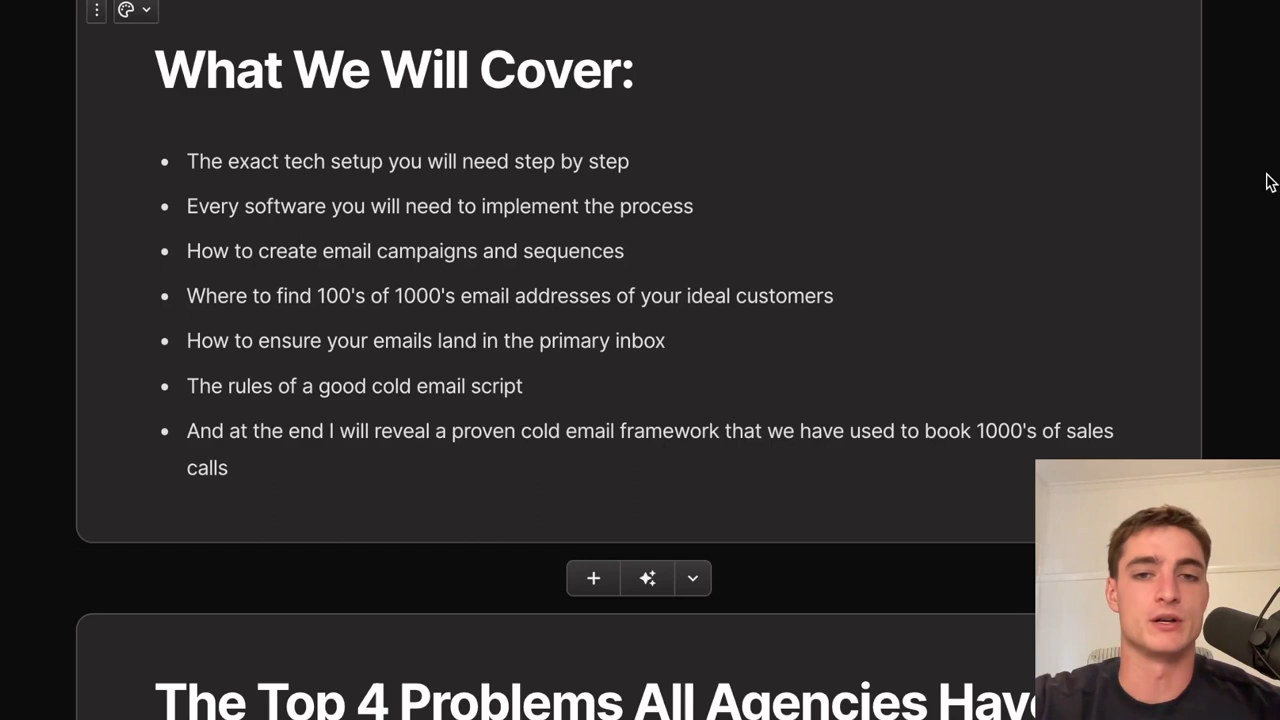 What We Will Cover:
The exact tech setup you will need step by step
Every software you will need to implement the process
How to create email campaigns and sequences
Where to find 100's of 1000's email addresses of your ideal customers
How to ensure your emails land in the primary inbox
The rules of a good cold email script
And at the end I will reveal a proven cold email framework that we have used to book 1000's of sales
calls
The Top 4 Problems All Agencies Have